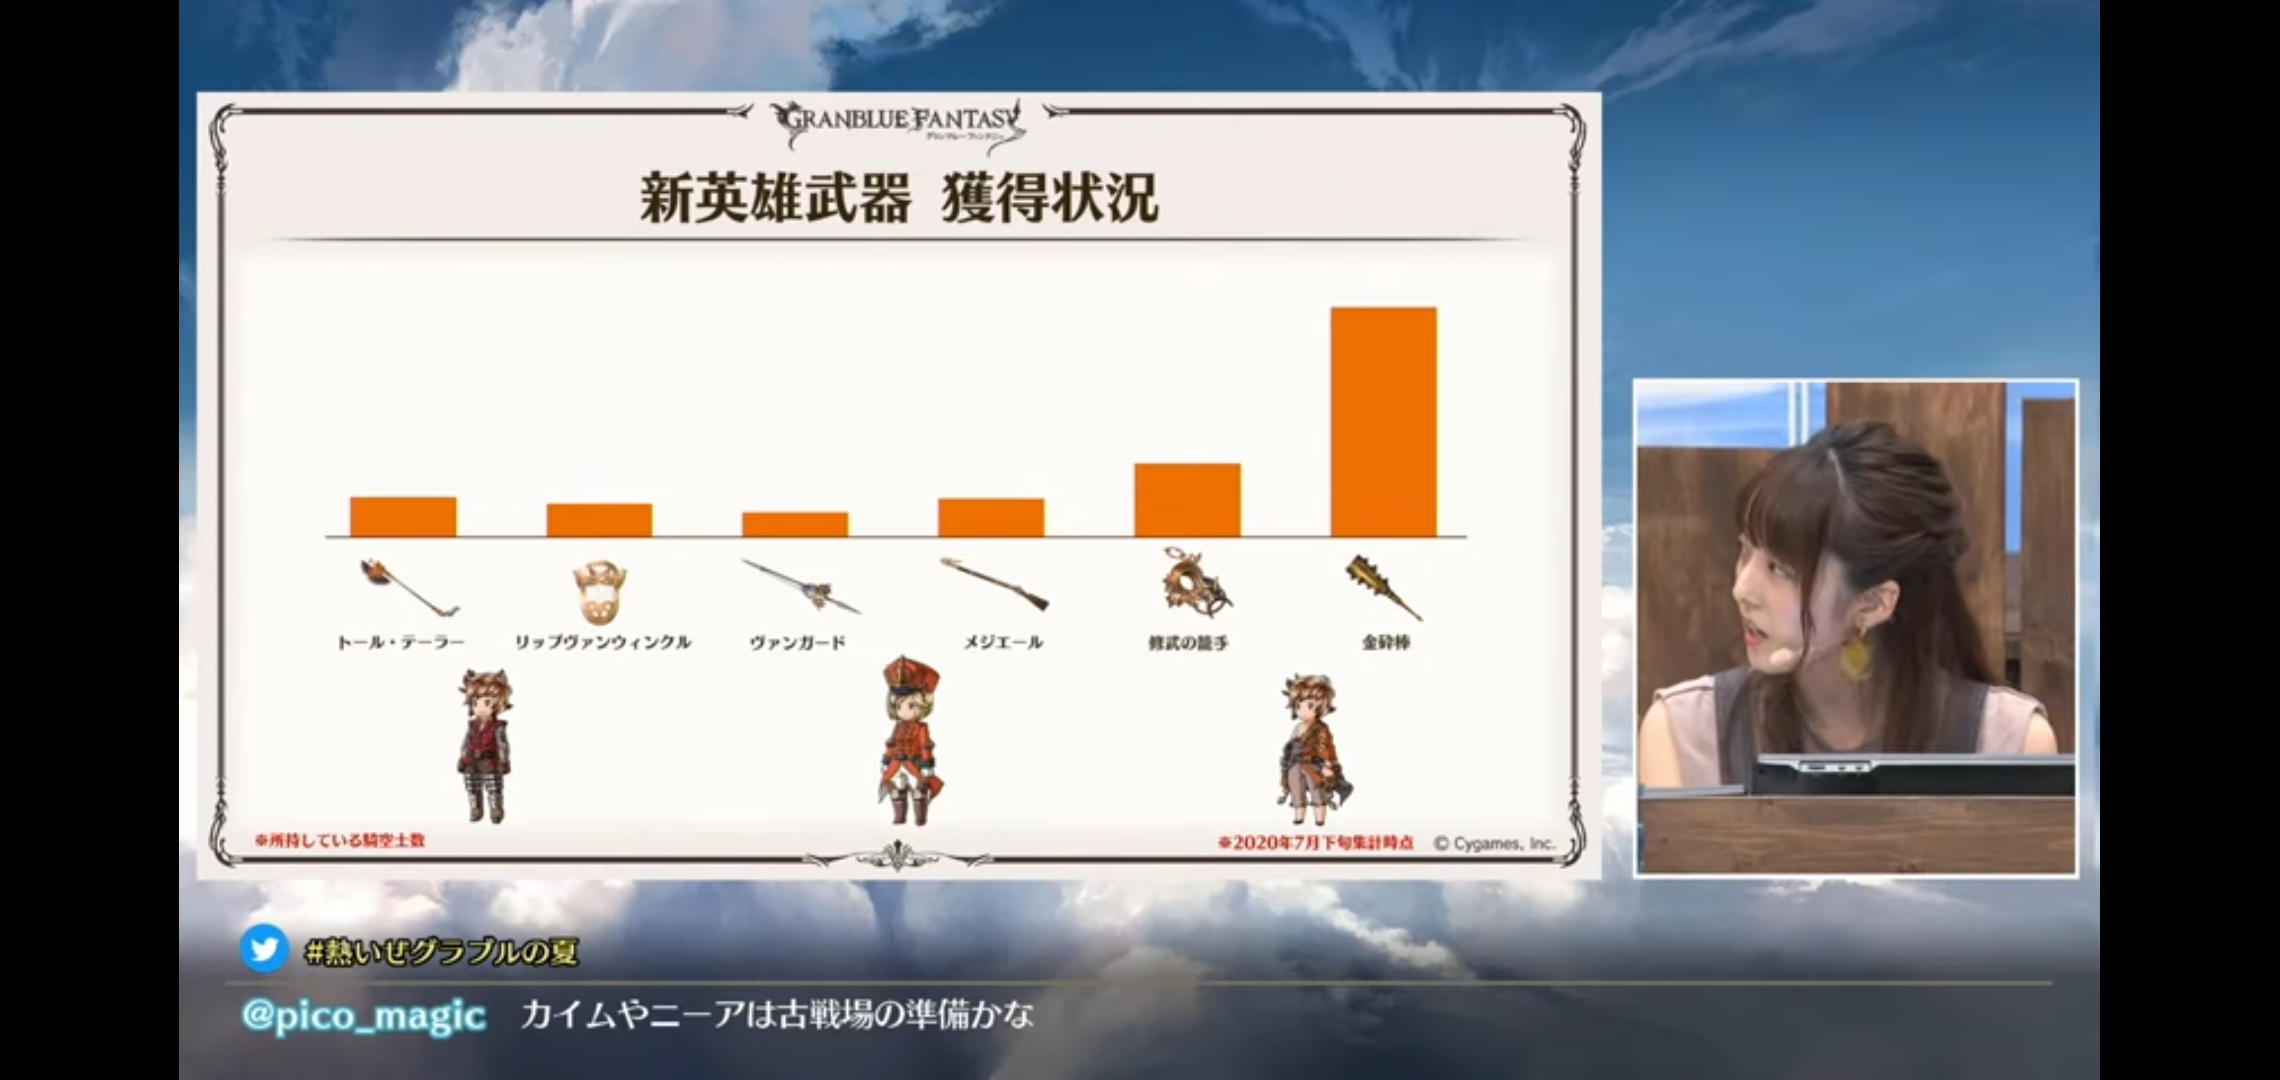 GRANBLUE FANTASY
グランブルーファンタジー
新英雄武器 獲得状況
トール・テーラー
リップヴァンウィンクル
ヴァンガード
メジエール
修武の籠手
金砕棒
※所持している騎空士数
※2020年7月下旬集計時点
© Cygames, Inc.
#熱いぜグラブルの夏
@pico_magic カイムやニーアは古戦場の準備かな